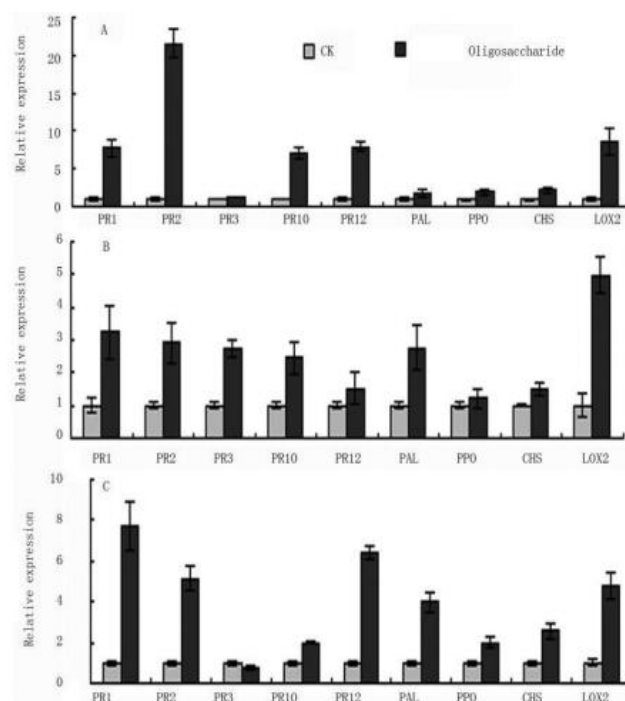 A
CK
Oligosaccharide
Relative expression
25
20
15
10
5
0
PR1 PR2 PR3 PR10 PR12 PAL PPO CHS LOX2
B
Relative expression
6
5
4
3
2
1
0
PR1 PR2 PR3 PR10 PR12 PAL PPO CHS LOX2
C
Relative expression
10
8
6
4
2
0
PR1 PR2 PR3 PR10 PR12 PAL PPO CHS LOX2